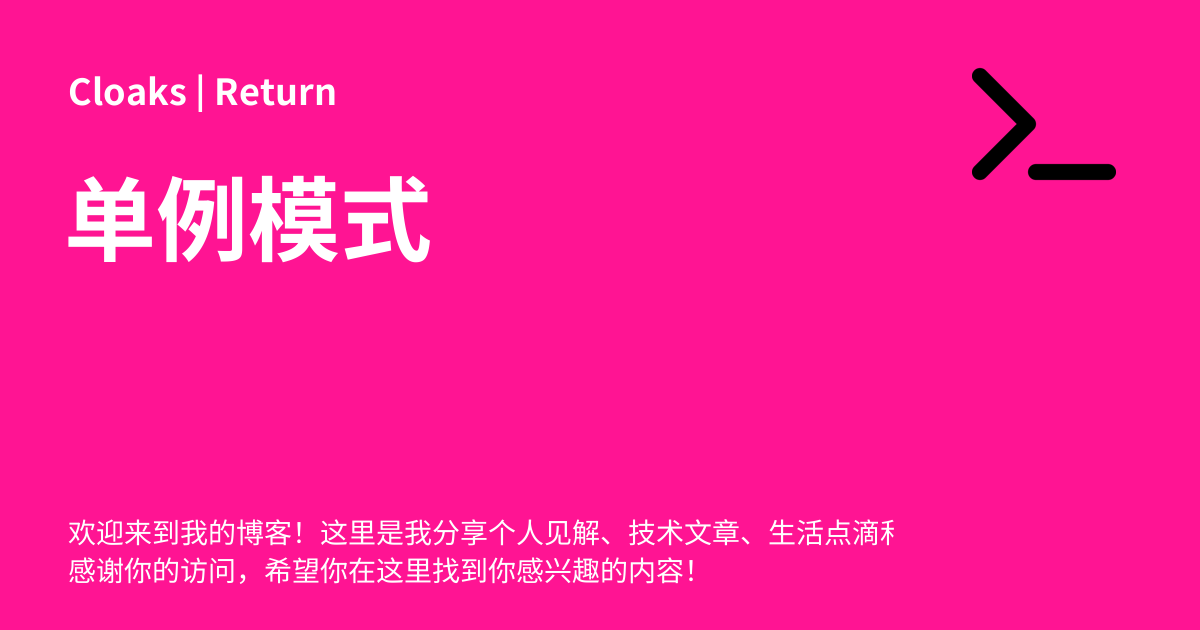 Cloaks | Return
单例模式
欢迎来到我的博客！这里是我分享个人见解、技术文章、生活点滴
感谢你的访问，希望你在这里找到你感兴趣的内容！